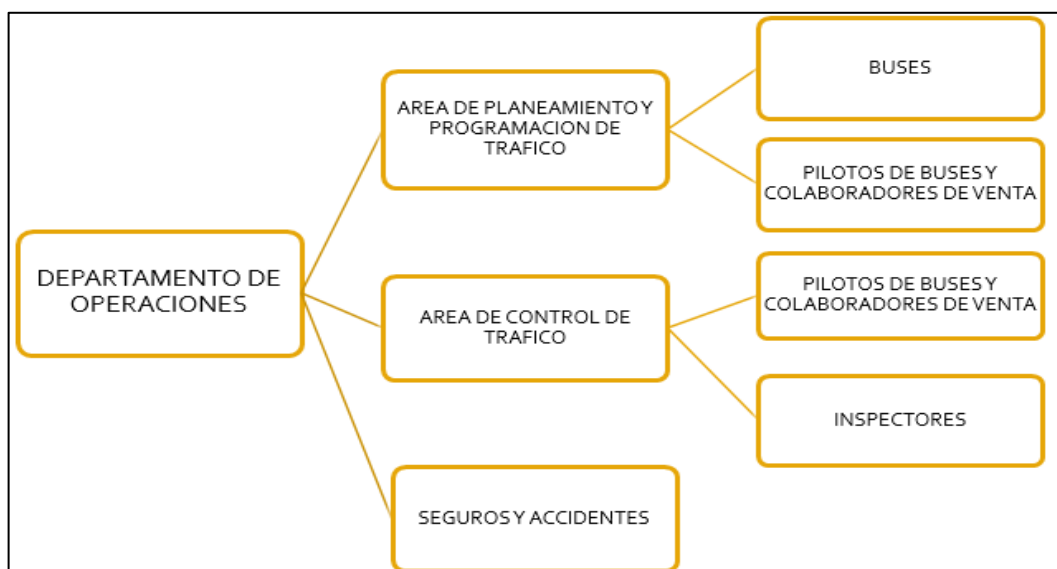 DEPARTAMENTO DE
OPERACIONES
AREA DE PLANEAMIENTO Y
PROGRAMACION DE
TRAFICO
BUSES
PILOTOS DE BUSES Y
COLABORADORES DE VENTA
AREA DE CONTROL DE
TRAFICO
PILOTOS DE BUSES Y
COLABORADORES DE VENTA
INSPECTORES
SEGUROS Y ACCIDENTES